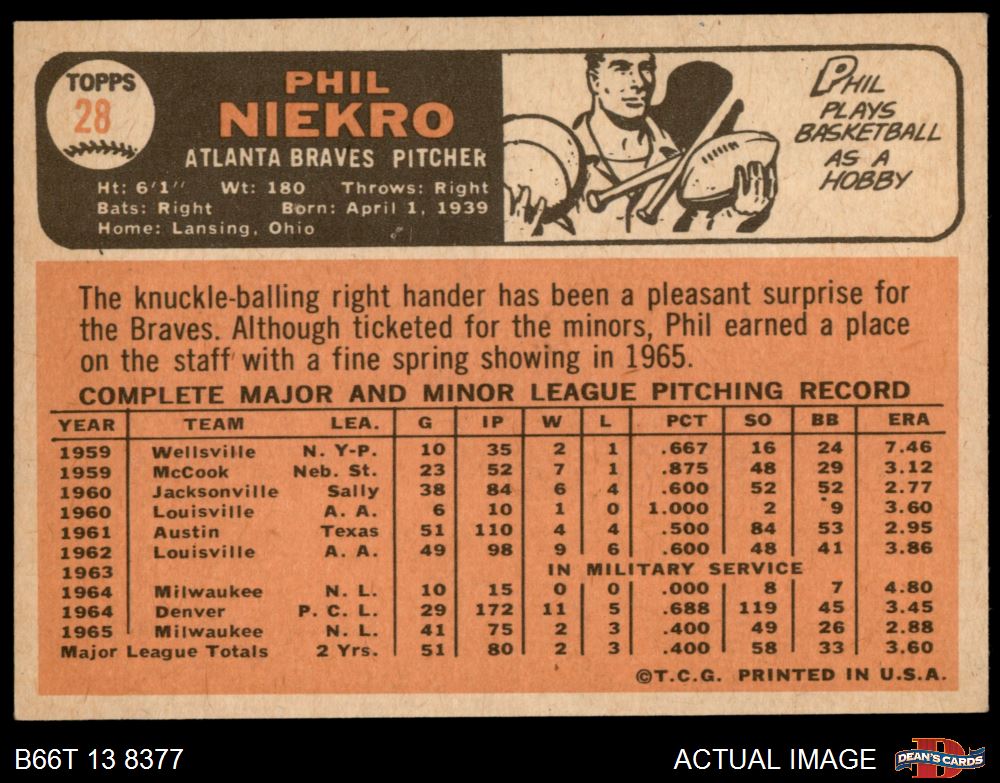 TOPPS
28
PHIL
NIEKRO
ATLANTA BRAVES PITCHER
Ht: 6'1" Wt: 180 Throws: Right
Bats: Right Born: April 1, 1939
Home: Lansing, Ohio
PHIL
PLAYS
BASKETBALL
AS A
HOBBY
The knuckle-balling right hander has been a pleasant surprise for
the Braves. Although ticketed for the minors, Phil earned a place
on the staff with a fine spring showing in 1965.
COMPLETE MAJOR AND MINOR LEAGUE PITCHING RECORD
YEAR TEAM LEA. G IP W L PCT SO BB ERA
1959 Wellsville N. Y-P. 10 35 2 1 .667 16 24 7.46
1959 McCook Neb. St. 23 52 7 1 .875 48 29 3.12
1960 Jacksonville Sally 38 84 6 4 .600 52 52 2.77
1960 Louisville A. A. 6 10 1 0 1.000 2 9 3.60
1961 Austin Texas 51 110 4 4 .500 84 53 2.95
1962 Louisville A. A. 49 98 9 6 .600 48 41 3.86
1963 IN MILITARY SERVICE
1964 Milwaukee N. L. 10 15 0 0 .000 8 7 4.80
1964 Denver P. C. L. 29 172 11 5 .688 119 45 3.45
1965 Milwaukee N. L. 41 75 2 3 .400 49 26 2.88
Major League Totals 2 Yrs. 51 80 2 3 .400 58 33 3.60
©T.C.G. PRINTED IN U.S.A.
B66T 13 8377
ACTUAL IMAGE
D
DEAN'S CARDS